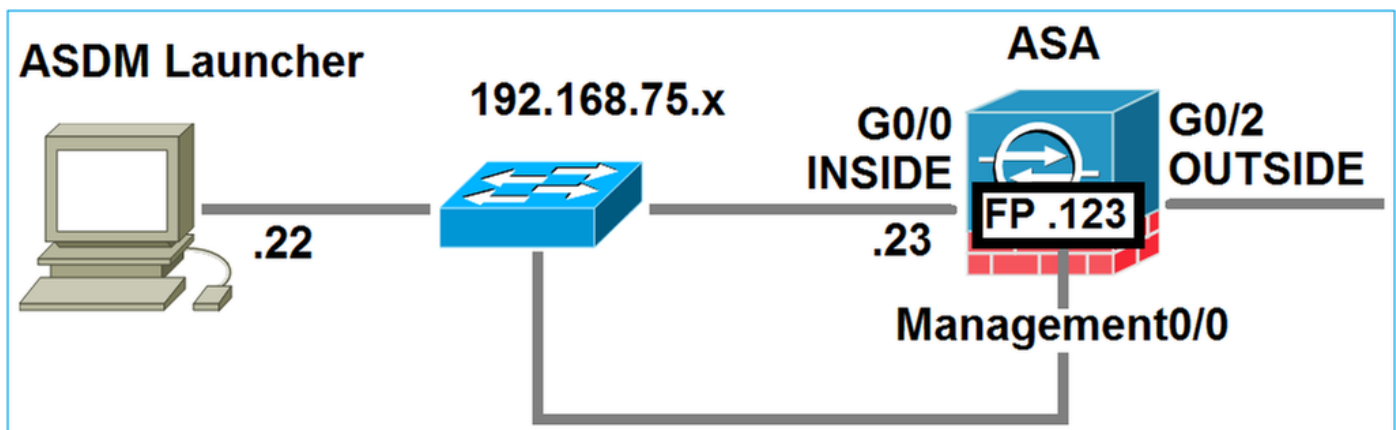 ASDM Launcher
192.168.75.x
ASA
G0/0
INSIDE
G0/2
OUTSIDE
FP .123
.22
.23
Management0/0